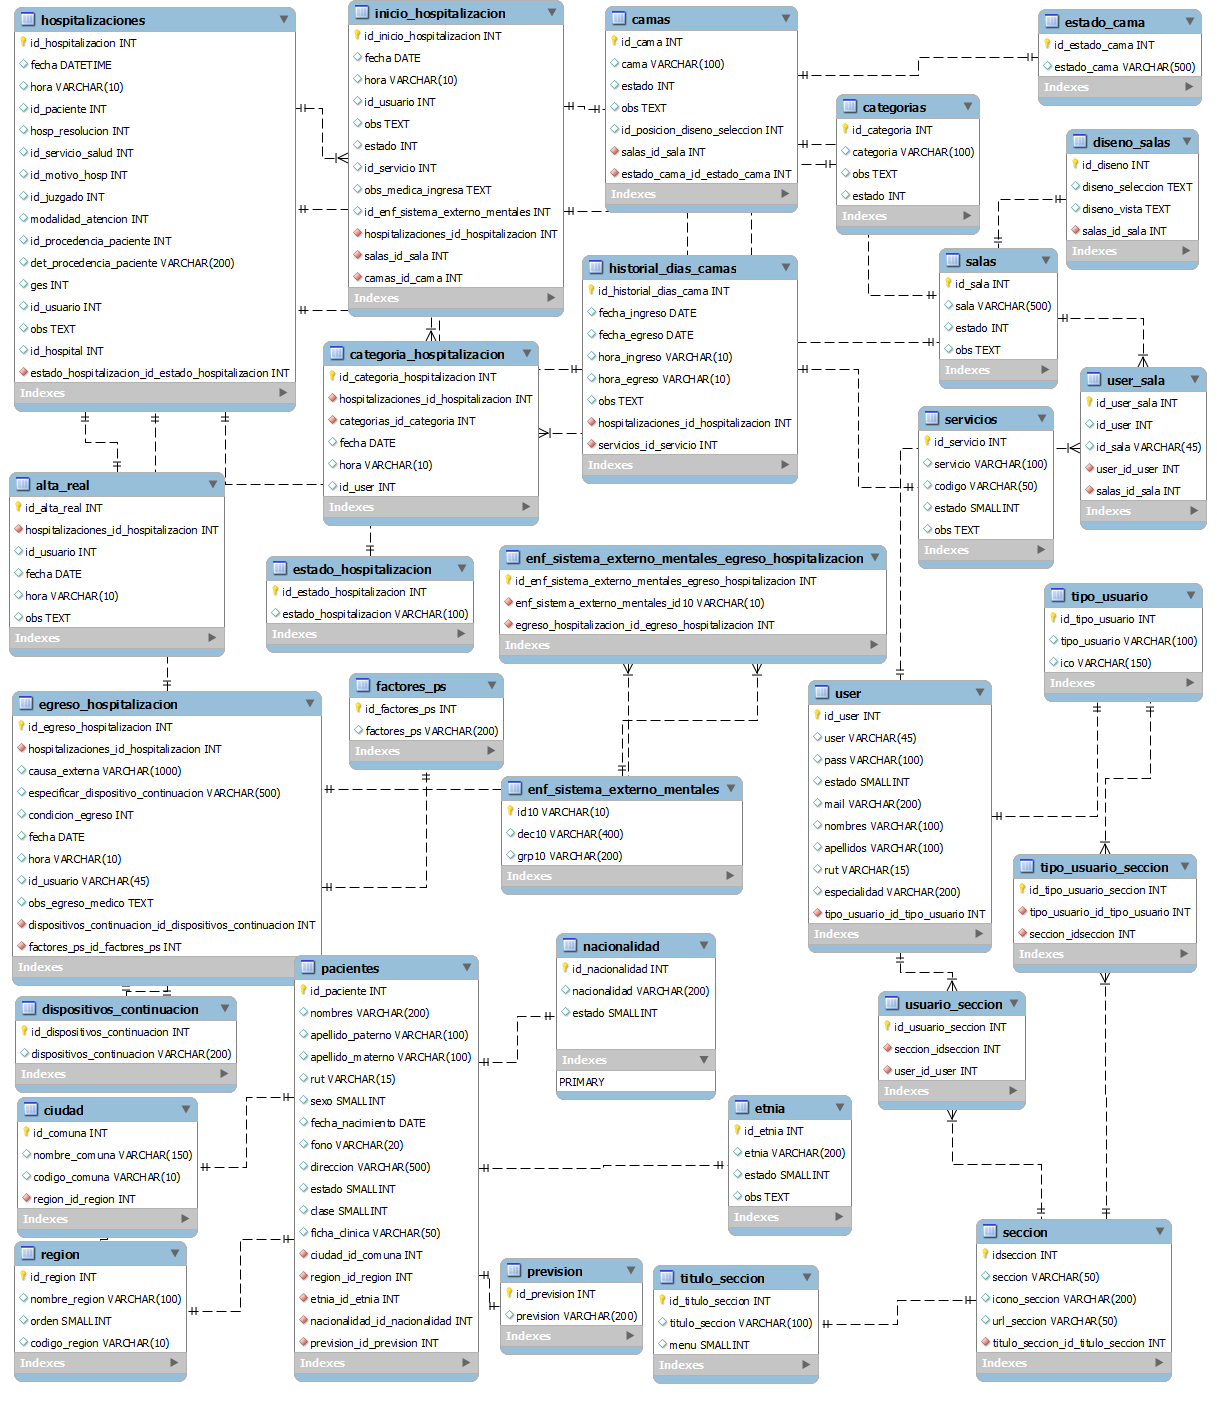 hospitalizaciones
id_hospitalizacion INT
fecha DATETIME
hora VARCHAR(10)
id_paciente INT
hosp_resolucion INT
id_servicio_salud INT
id_motivo_hosp INT
id_juzgado INT
modalidad_atencion INT
id_procedencia_paciente INT
det_procedencia_paciente VARCHAR(200)
ges INT
id_usuario INT
obs TEXT
id_hospital INT
estado_hospitalizacion_id_estado_hospitalizacion INT
Indexes
inicio_hospitalizacion
id_inicio_hospitalizacion INT
fecha DATE
hora VARCHAR(10)
id_usuario INT
obs TEXT
estado INT
id_servicio INT
obs_medica_ingresa TEXT
id_enf_sistema_externo_mentales INT
hospitalizaciones_id_hospitalizacion INT
salas_id_sala INT
camas_id_cama INT
Indexes
camas
id_cama INT
cama VARCHAR(100)
estado INT
obs TEXT
id_posicion_diseno_seleccion INT
salas_id_sala INT
estado_cama_id_estado_cama INT
Indexes
estado_cama
id_estado_cama INT
estado_cama VARCHAR(500)
Indexes
categorias
id_categoria INT
categoria VARCHAR(100)
obs TEXT
estado INT
Indexes
diseno_salas
id_diseno INT
diseno_seleccion TEXT
diseno_vista TEXT
salas_id_sala INT
Indexes
salas
id_sala INT
sala VARCHAR(500)
estado INT
obs TEXT
Indexes
historial_dias_camas
id_historial_dias_cama INT
fecha_ingreso DATE
fecha_egreso DATE
hora_ingreso VARCHAR(10)
hora_egreso VARCHAR(10)
obs TEXT
hospitalizaciones_id_hospitalizacion INT
servicios_id_servicio INT
Indexes
categoria_hospitalizacion
id_categoria_hospitalizacion INT
hospitalizaciones_id_hospitalizacion INT
categorias_id_categoria INT
fecha DATE
hora VARCHAR(10)
id_user INT
Indexes
user_sala
id_user_sala INT
id_user INT
id_sala VARCHAR(45)
user_id_user INT
salas_id_sala INT
Indexes
servicios
id_servicio INT
servicio VARCHAR(100)
codigo VARCHAR(50)
estado SMALLINT
obs TEXT
Indexes
alta_real
id_alta_real INT
hospitalizaciones_id_hospitalizacion INT
id_usuario INT
fecha DATE
hora VARCHAR(10)
obs TEXT
Indexes
estado_hospitalizacion
id_estado_hospitalizacion INT
estado_hospitalizacion VARCHAR(100)
Indexes
enf_sistema_externo_mentales_egreso_hospitalizacion
id_enf_sistema_externo_mentales_egreso_hospitalizacion INT
enf_sistema_externo_mentales_id10 VARCHAR(10)
egreso_hospitalizacion_id_egreso_hospitalizacion INT
Indexes
tipo_usuario
id_tipo_usuario INT
tipo_usuario VARCHAR(100)
ico VARCHAR(150)
Indexes
egreso_hospitalizacion
id_egreso_hospitalizacion INT
hospitalizaciones_id_hospitalizacion INT
causa_externa VARCHAR(1000)
especificar_dispositivo_continuacion VARCHAR(500)
condicion_egreso INT
fecha DATE
hora VARCHAR(10)
id_usuario VARCHAR(45)
obs_egreso_medico TEXT
dispositivos_continuacion_id_dispositivos_continuacion INT
factores_ps_id_factores_ps INT
Indexes
factores_ps
id_factores_ps INT
factores_ps VARCHAR(200)
Indexes
enf_sistema_externo_mentales
id10 VARCHAR(10)
dec10 VARCHAR(400)
grp10 VARCHAR(200)
Indexes
user
id_user INT
user VARCHAR(45)
pass VARCHAR(100)
estado SMALLINT
mail VARCHAR(200)
nombres VARCHAR(100)
apellidos VARCHAR(100)
rut VARCHAR(15)
especialidad VARCHAR(200)
tipo_usuario_id_tipo_usuario INT
Indexes
tipo_usuario_seccion
id_tipo_usuario_seccion INT
tipo_usuario_id_tipo_usuario INT
seccion_idseccion INT
Indexes
pacientes
id_paciente INT
nombres VARCHAR(200)
apellido_paterno VARCHAR(100)
apellido_materno VARCHAR(100)
rut VARCHAR(15)
sexo SMALLINT
fecha_nacimiento DATE
fono VARCHAR(20)
direccion VARCHAR(500)
estado SMALLINT
clase SMALLINT
ficha_clinica VARCHAR(50)
ciudad_id_comuna INT
region_id_region INT
etnia_id_etnia INT
nacionalidad_id_nacionalidad INT
prevision_id_prevision INT
Indexes
nacionalidad
id_nacionalidad INT
nacionalidad VARCHAR(200)
estado SMALLINT
Indexes
PRIMARY
usuario_seccion
id_usuario_seccion INT
seccion_idseccion INT
user_id_user INT
Indexes
dispositivos_continuacion
id_dispositivos_continuacion INT
dispositivos_continuacion VARCHAR(200)
Indexes
ciudad
id_comuna INT
nombre_comuna VARCHAR(150)
codigo_comuna VARCHAR(10)
region_id_region INT
Indexes
etnia
id_etnia INT
etnia VARCHAR(200)
estado SMALLINT
obs TEXT
Indexes
region
id_region INT
nombre_region VARCHAR(100)
orden SMALLINT
codigo_region VARCHAR(10)
Indexes
prevision
id_prevision INT
prevision VARCHAR(200)
Indexes
titulo_seccion
id_titulo_seccion INT
titulo_seccion VARCHAR(100)
menu SMALLINT
Indexes
seccion
idseccion INT
seccion VARCHAR(50)
icono_seccion VARCHAR(200)
url_seccion VARCHAR(50)
titulo_seccion_id_titulo_seccion INT
Indexes